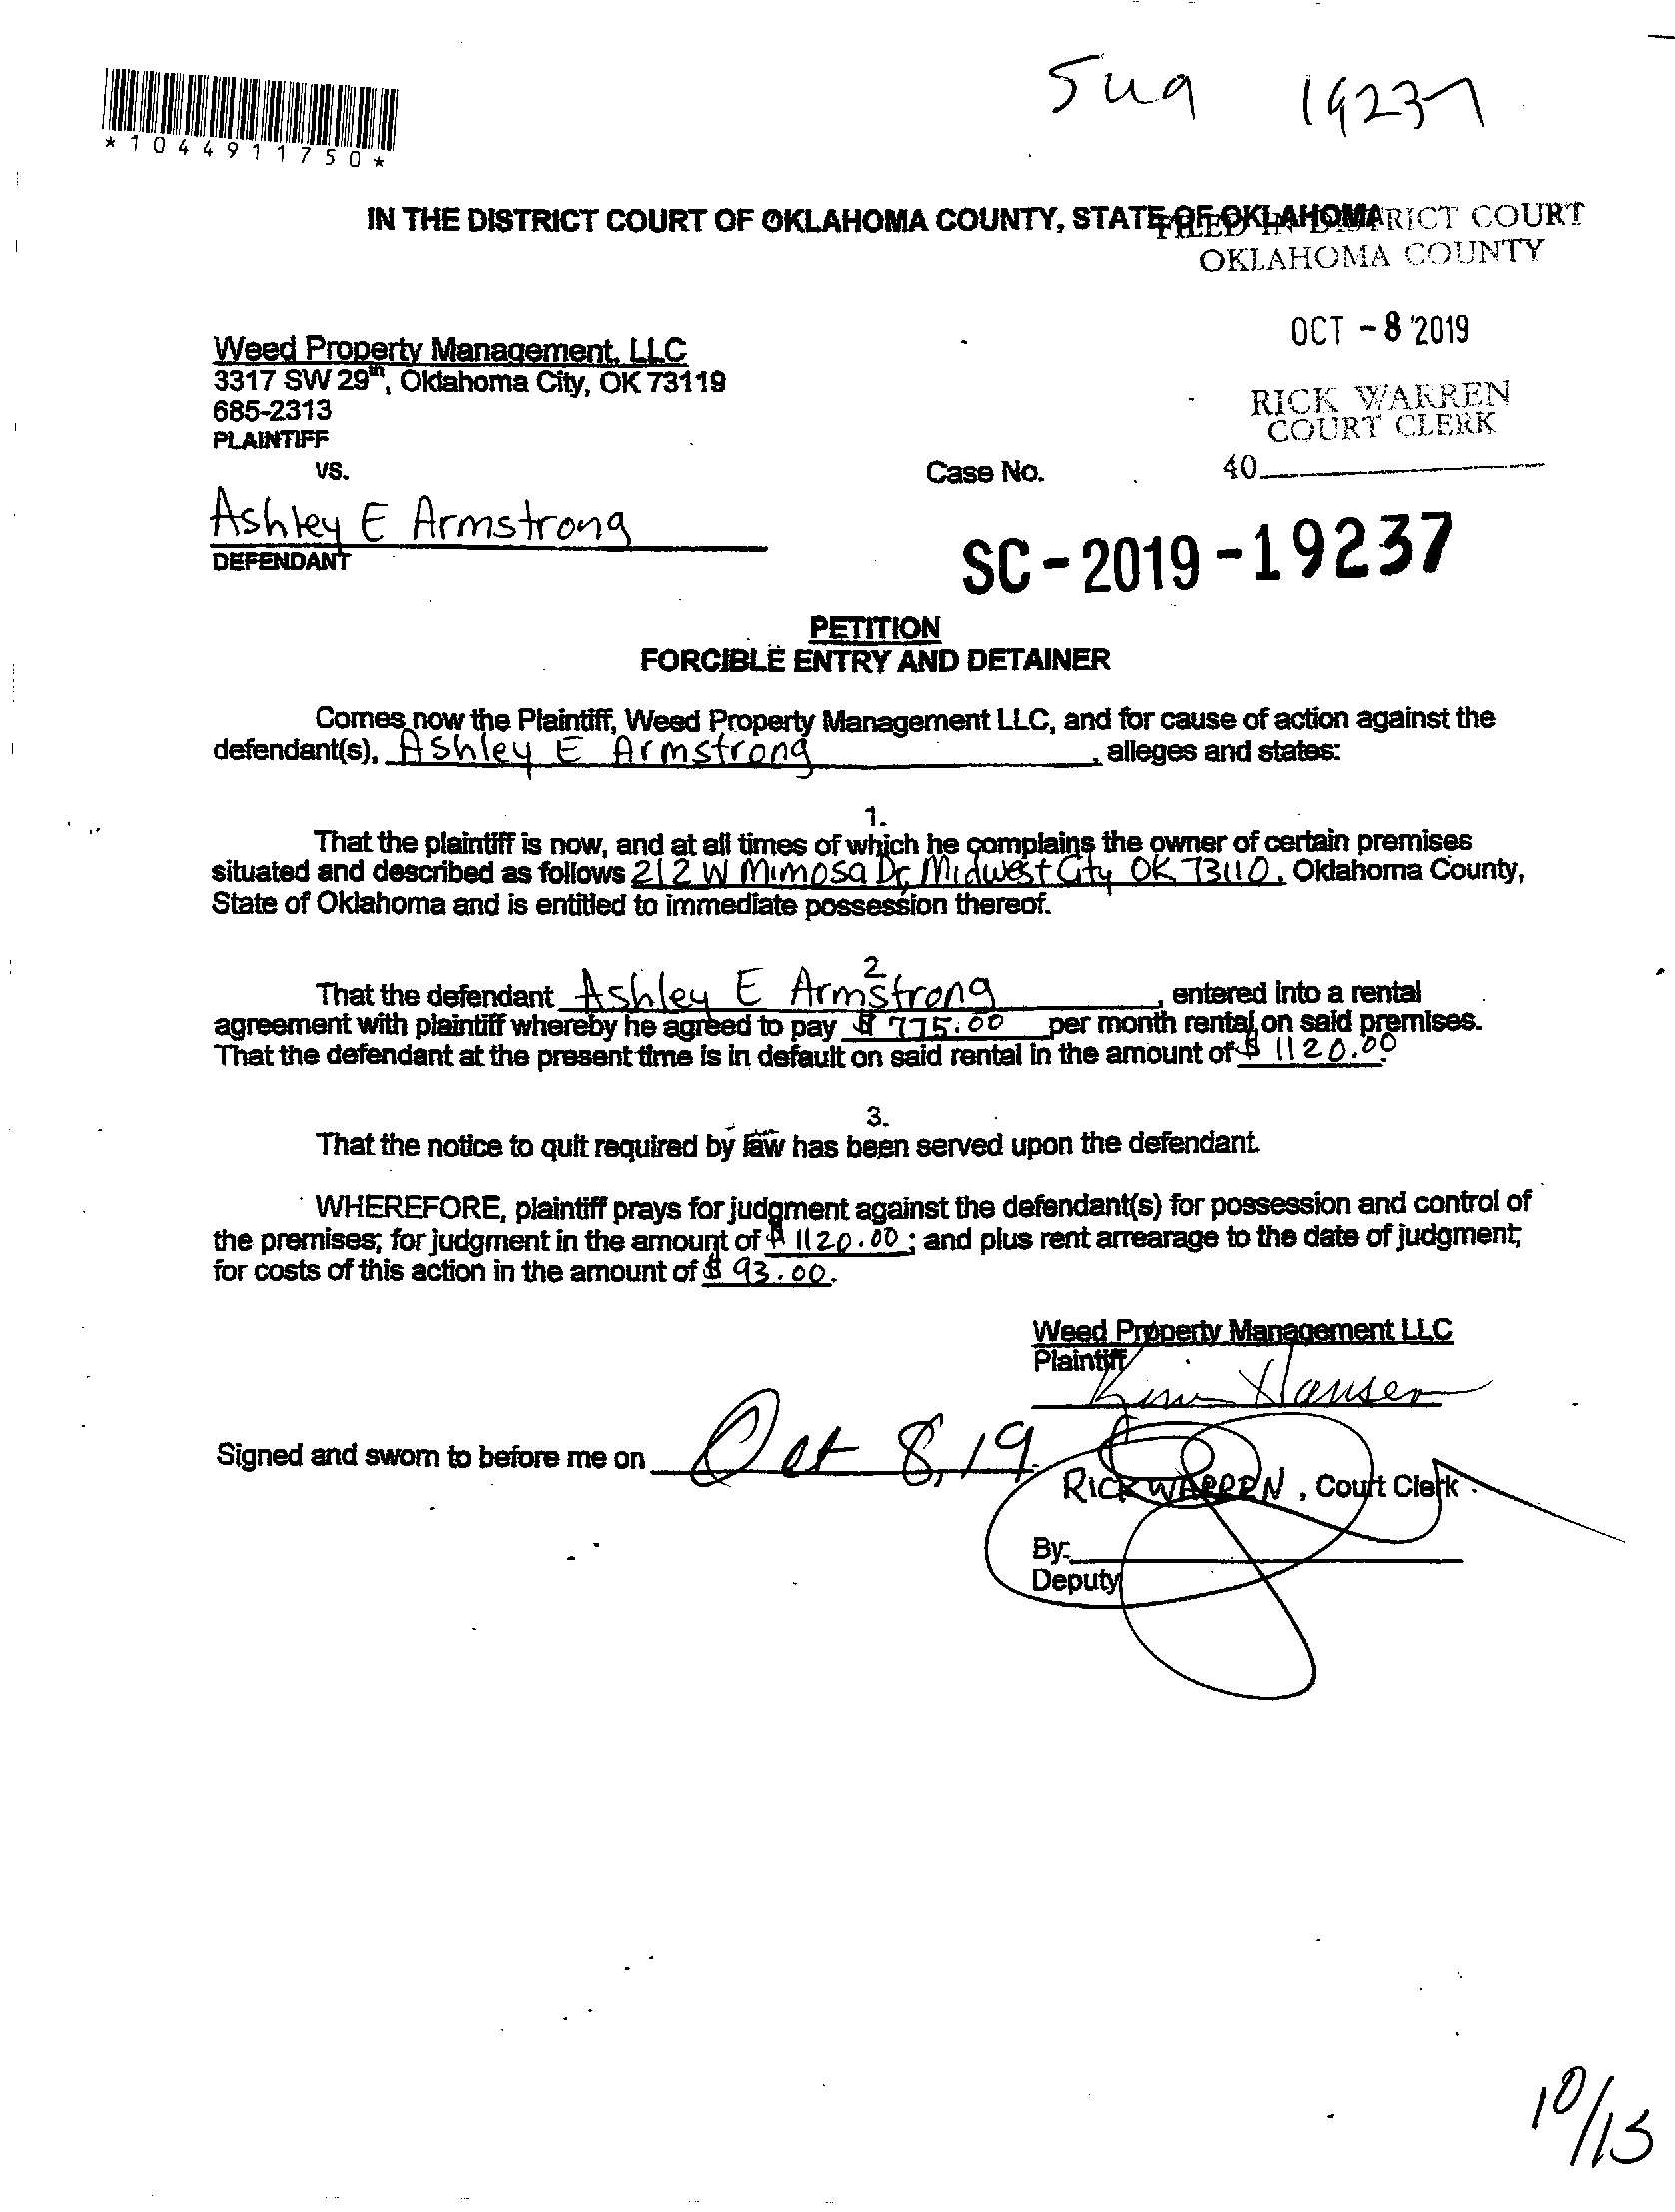 *1044911750*
19237
IN THE DISTRICT COURT OF OKLAHOMA COUNTY, STATE OF OKLAHOMA
FILED IN DISTRICT COURT
OKLAHOMA COUNTY
OCT -8 '2019
RICK WARREN
COURT CLERK
40
Weed Property Management, LLC
3317 SW 29th, Oklahoma City, OK 73119
685-2313
PLAINTIFF
vs.
Case No.
Ashley E Armstrong
DEFENDANT
SC-2019-19237
PETITION
FORCIBLE ENTRY AND DETAINER
Comes now the Plaintiff, Weed Property Management LLC, and for cause of action against the
defendant(s), Ashley E Armstrong, alleges and states:
1.
That the plaintiff is now, and at all times of which he complains the owner of certain premises
situated and described as follows 212 W Mimosa Dr, Midwest City OK 73110, Oklahoma County,
State of Oklahoma and is entitled to immediate possession thereof.
2
That the defendant Ashley E Armstrong, entered into a rental
agreement with plaintiff whereby he agreed to pay $775.00 per month rental on said premises.
That the defendant at the present time is in default on said rental in the amount of $1120.00.
3.
That the notice to quit required by law has been served upon the defendant.
WHEREFORE, plaintiff prays for judgment against the defendant(s) for possession and control of
the premises; for judgment in the amount of $1120.00; and plus rent arrearage to the date of judgment;
for costs of this action in the amount of $93.00.
Weed Property Management LLC
Plaintiff
Kim Hansen
Signed and sworn to before me on Oct 8, 19
RICK WARREN, Court Clerk
By:
Deputy
10/15